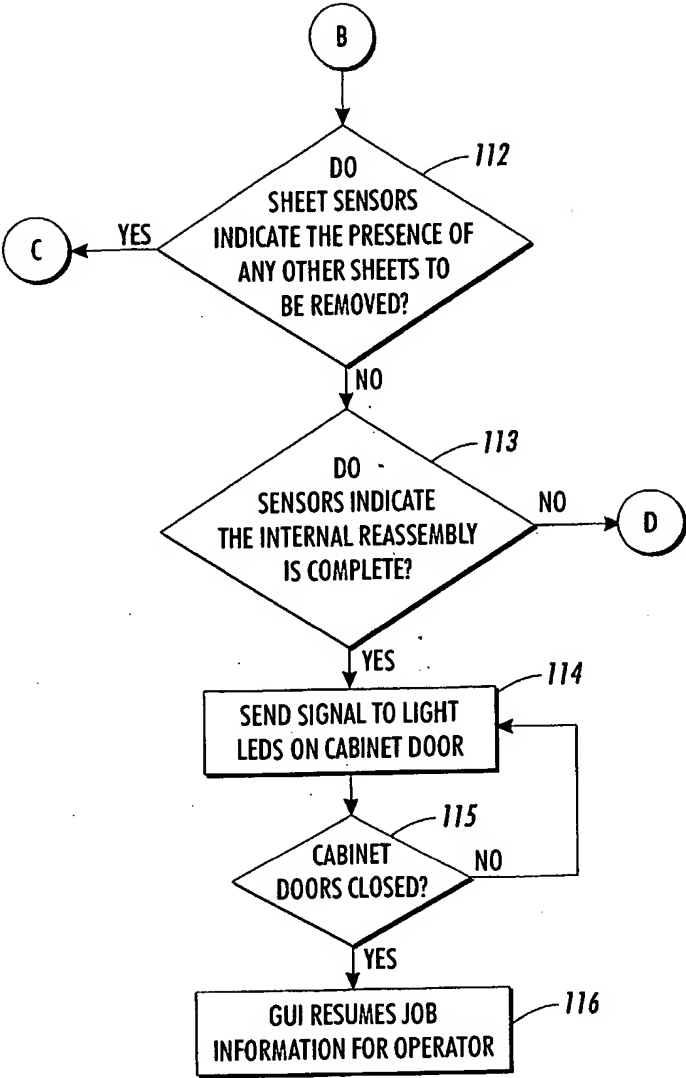 B
112
DO
SHEET SENSORS
INDICATE THE PRESENCE OF
ANY OTHER SHEETS TO
BE REMOVED?
YES
C
NO
113
DO
SENSORS INDICATE
THE INTERNAL REASSEMBLY
IS COMPLETE?
NO
D
YES
114
SEND SIGNAL TO LIGHT
LEDS ON CABINET DOOR
115
CABINET
DOORS CLOSED?
NO
YES
116
GUI RESUMES JOB
INFORMATION FOR OPERATOR